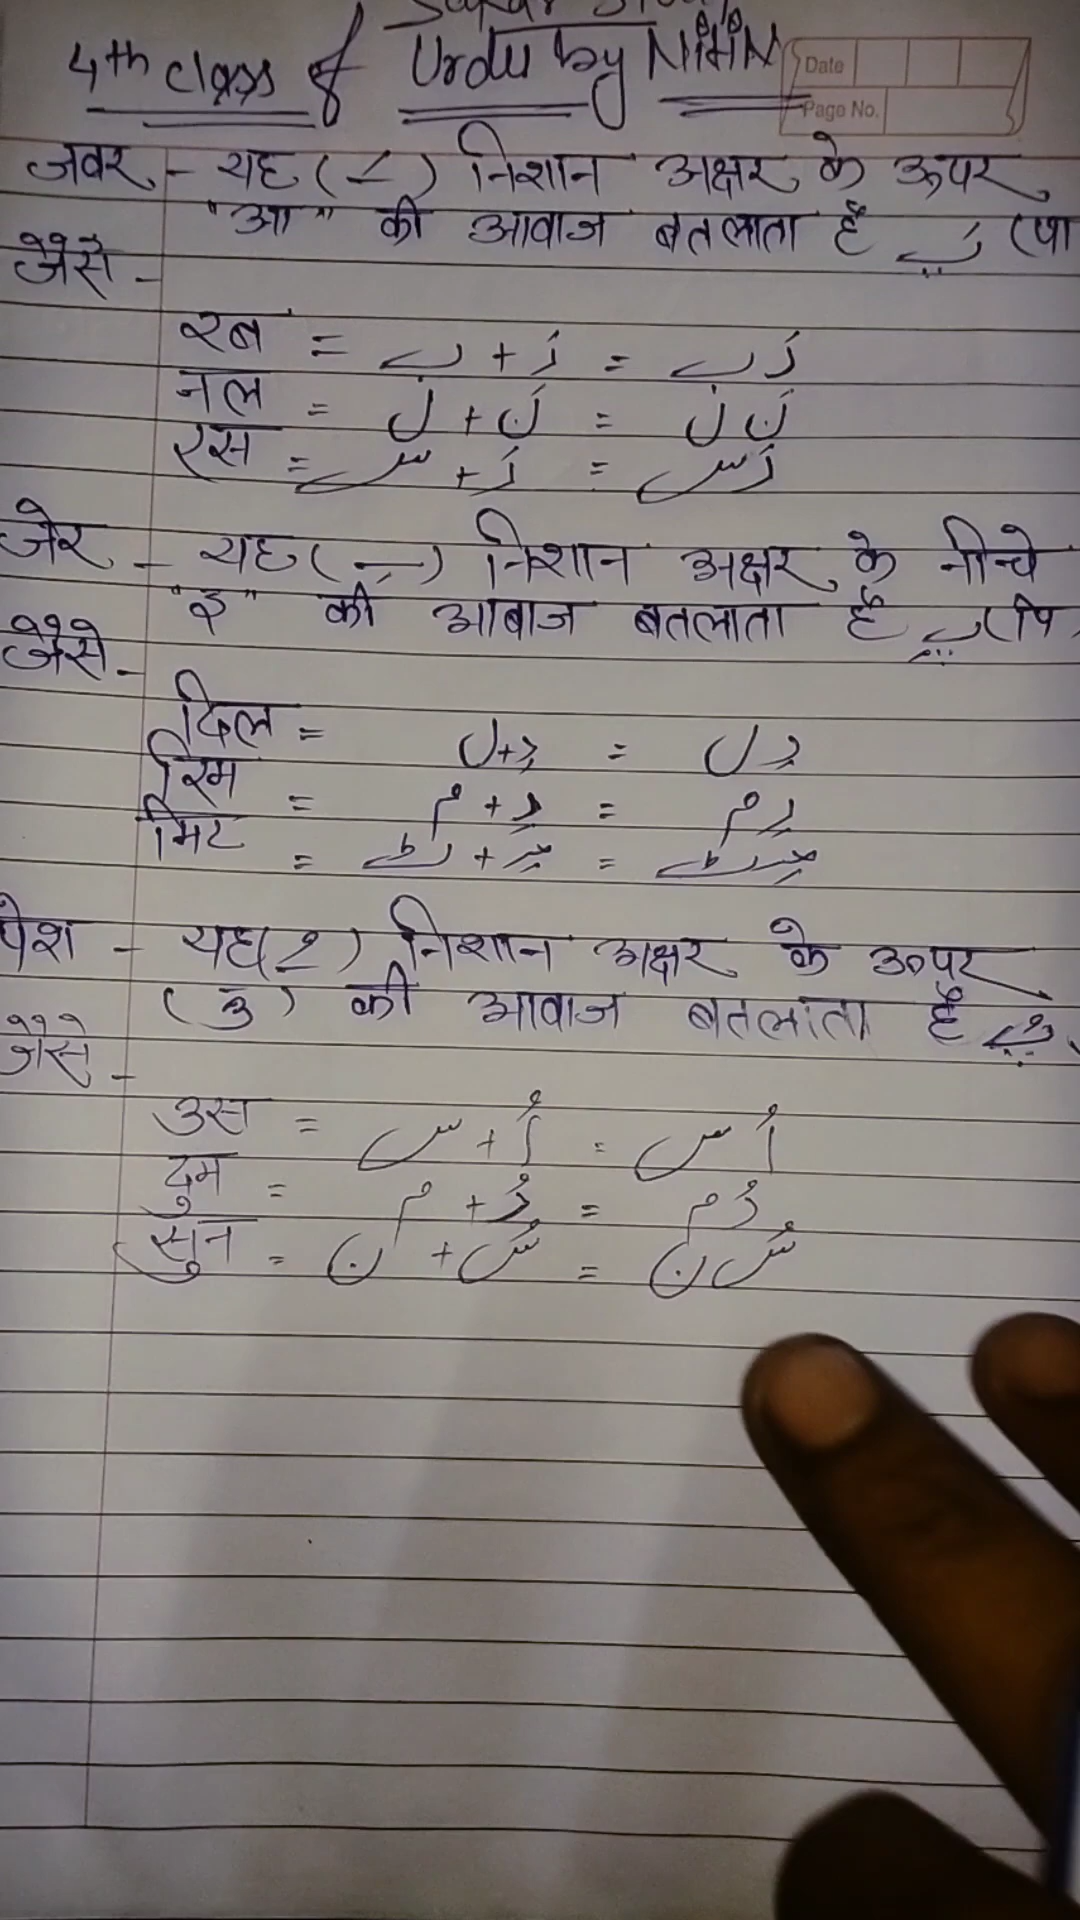 4th class of Urdu by NITIN
Date
Page No.
जबर - यह ( ـَ ) निशान अक्षर के ऊपर
"आ" की आवाज बतलाता है پَ (पा
जैसे -
रब = رَ + ب = رَب
नल = نَ + ل = نَ ل
रस = رَ + س = رَس
जेर - यह ( ـِ ) निशान अक्षर के नीचे
"इ" की आवाज बतलाता है پِ (पि
जैसे -
दिल = دِ + ل = دِل
रिम = رِ + م = رِم
मिट = مِ + ٹ = مِٹ
पेश - यह ( ـُ ) निशान अक्षर के ऊपर
(उ) की आवाज बतलाता है پُ
जैसे -
उस = اُ + س = اُس
दुम = دُ + م = دُم
सुन = سُ + ن = سُ ن